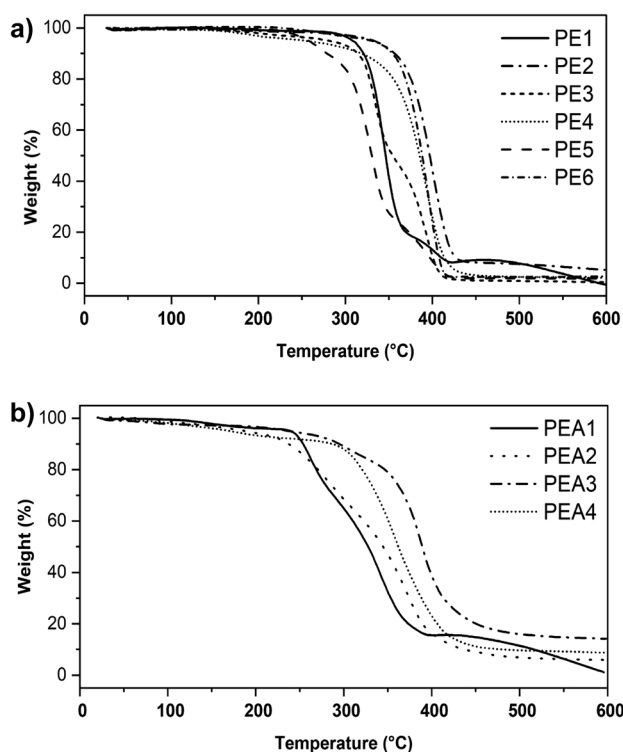 a)
100
80
60
40
20
0
Weight (%)
PE1
PE2
PE3
PE4
PE5
PE6
0 100 200 300 400 500 600
Temperature (°C)
b)
100
80
60
40
20
0
Weight (%)
PEA1
PEA2
PEA3
PEA4
0 100 200 300 400 500 600
Temperature (°C)